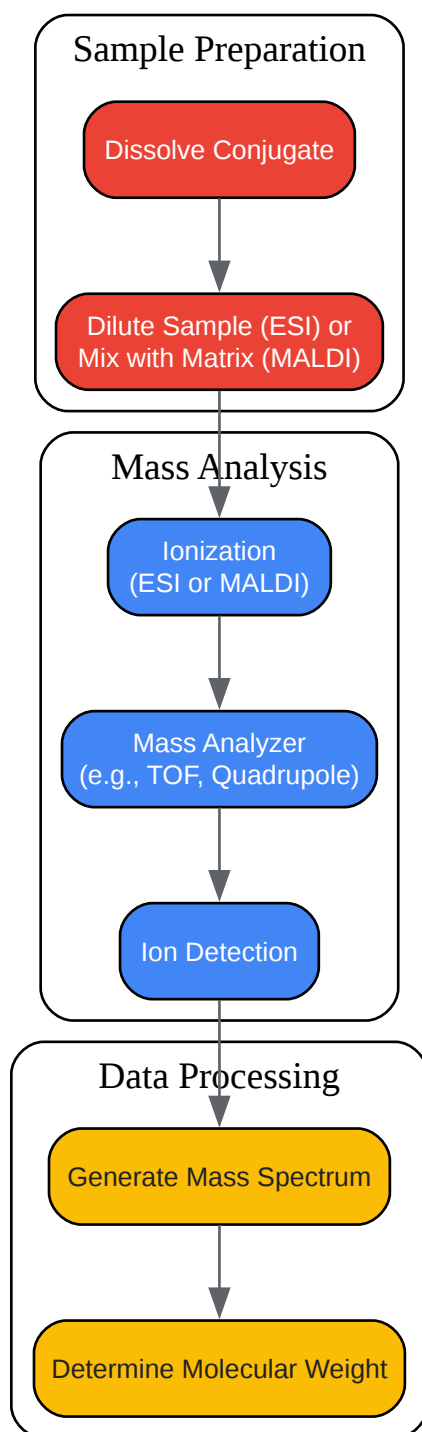 Sample Preparation
Dissolve Conjugate
Dilute Sample (ESI) or
Mix with Matrix (MALDI)
Mass Analysis
Ionization
(ESI or MALDI)
Mass Analyzer
(e.g., TOF, Quadrupole)
Ion Detection
Data Processing
Generate Mass Spectrum
Determine Molecular Weight